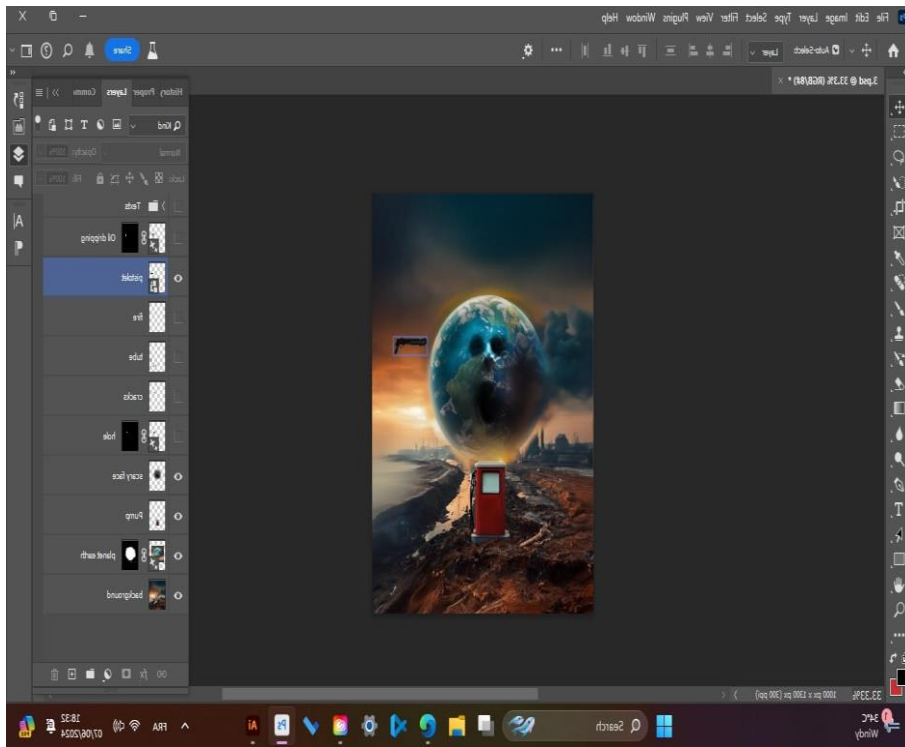 File Edit Image Layer Type Select Filter View Plugins Window Help
Auto-Select: Layer
Share
3.psd @ 33.3% (RGB/8#) *
History Proper Layers Comm
Kind
Normal Opacity: 100%
Lock: Fill: 100%
Texts
Oil dripping
pistolet
fire
tube
cracks
hole
scary face
Pump
planet earth
background
33.33% 1000 px x 1300 px (300 ppi)
34°C
Windy
Search
FRA
18:32
07/06/2024